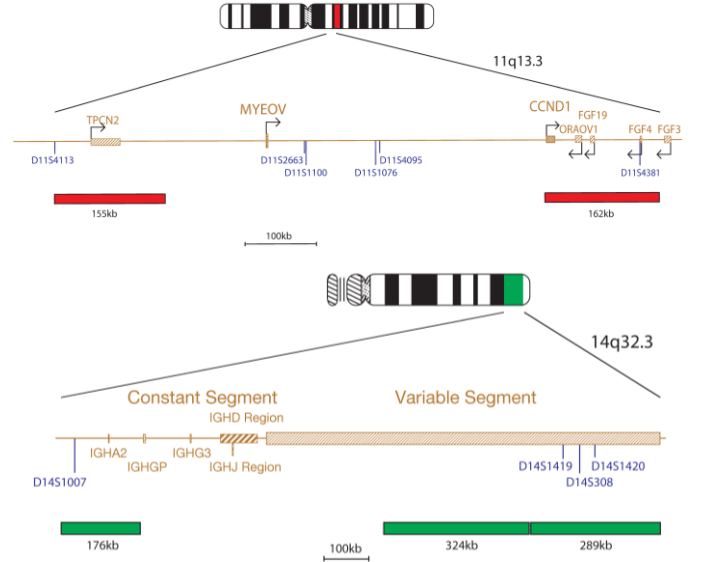 11q13.3
TPCN2
MYEOV
CCND1
FGF19
ORAOV1
FGF4
FGF3
D11S4113
D11S2663
D11S1100
D11S4095
D11S1076
D11S4381
155kb
162kb
100kb
14q32.3
Constant Segment
Variable Segment
IGHD Region
IGHA2
IGHGP
IGHG3
IGHJ Region
D14S1007
D14S1419
D14S308
D14S1420
176kb
324kb
289kb
100kb